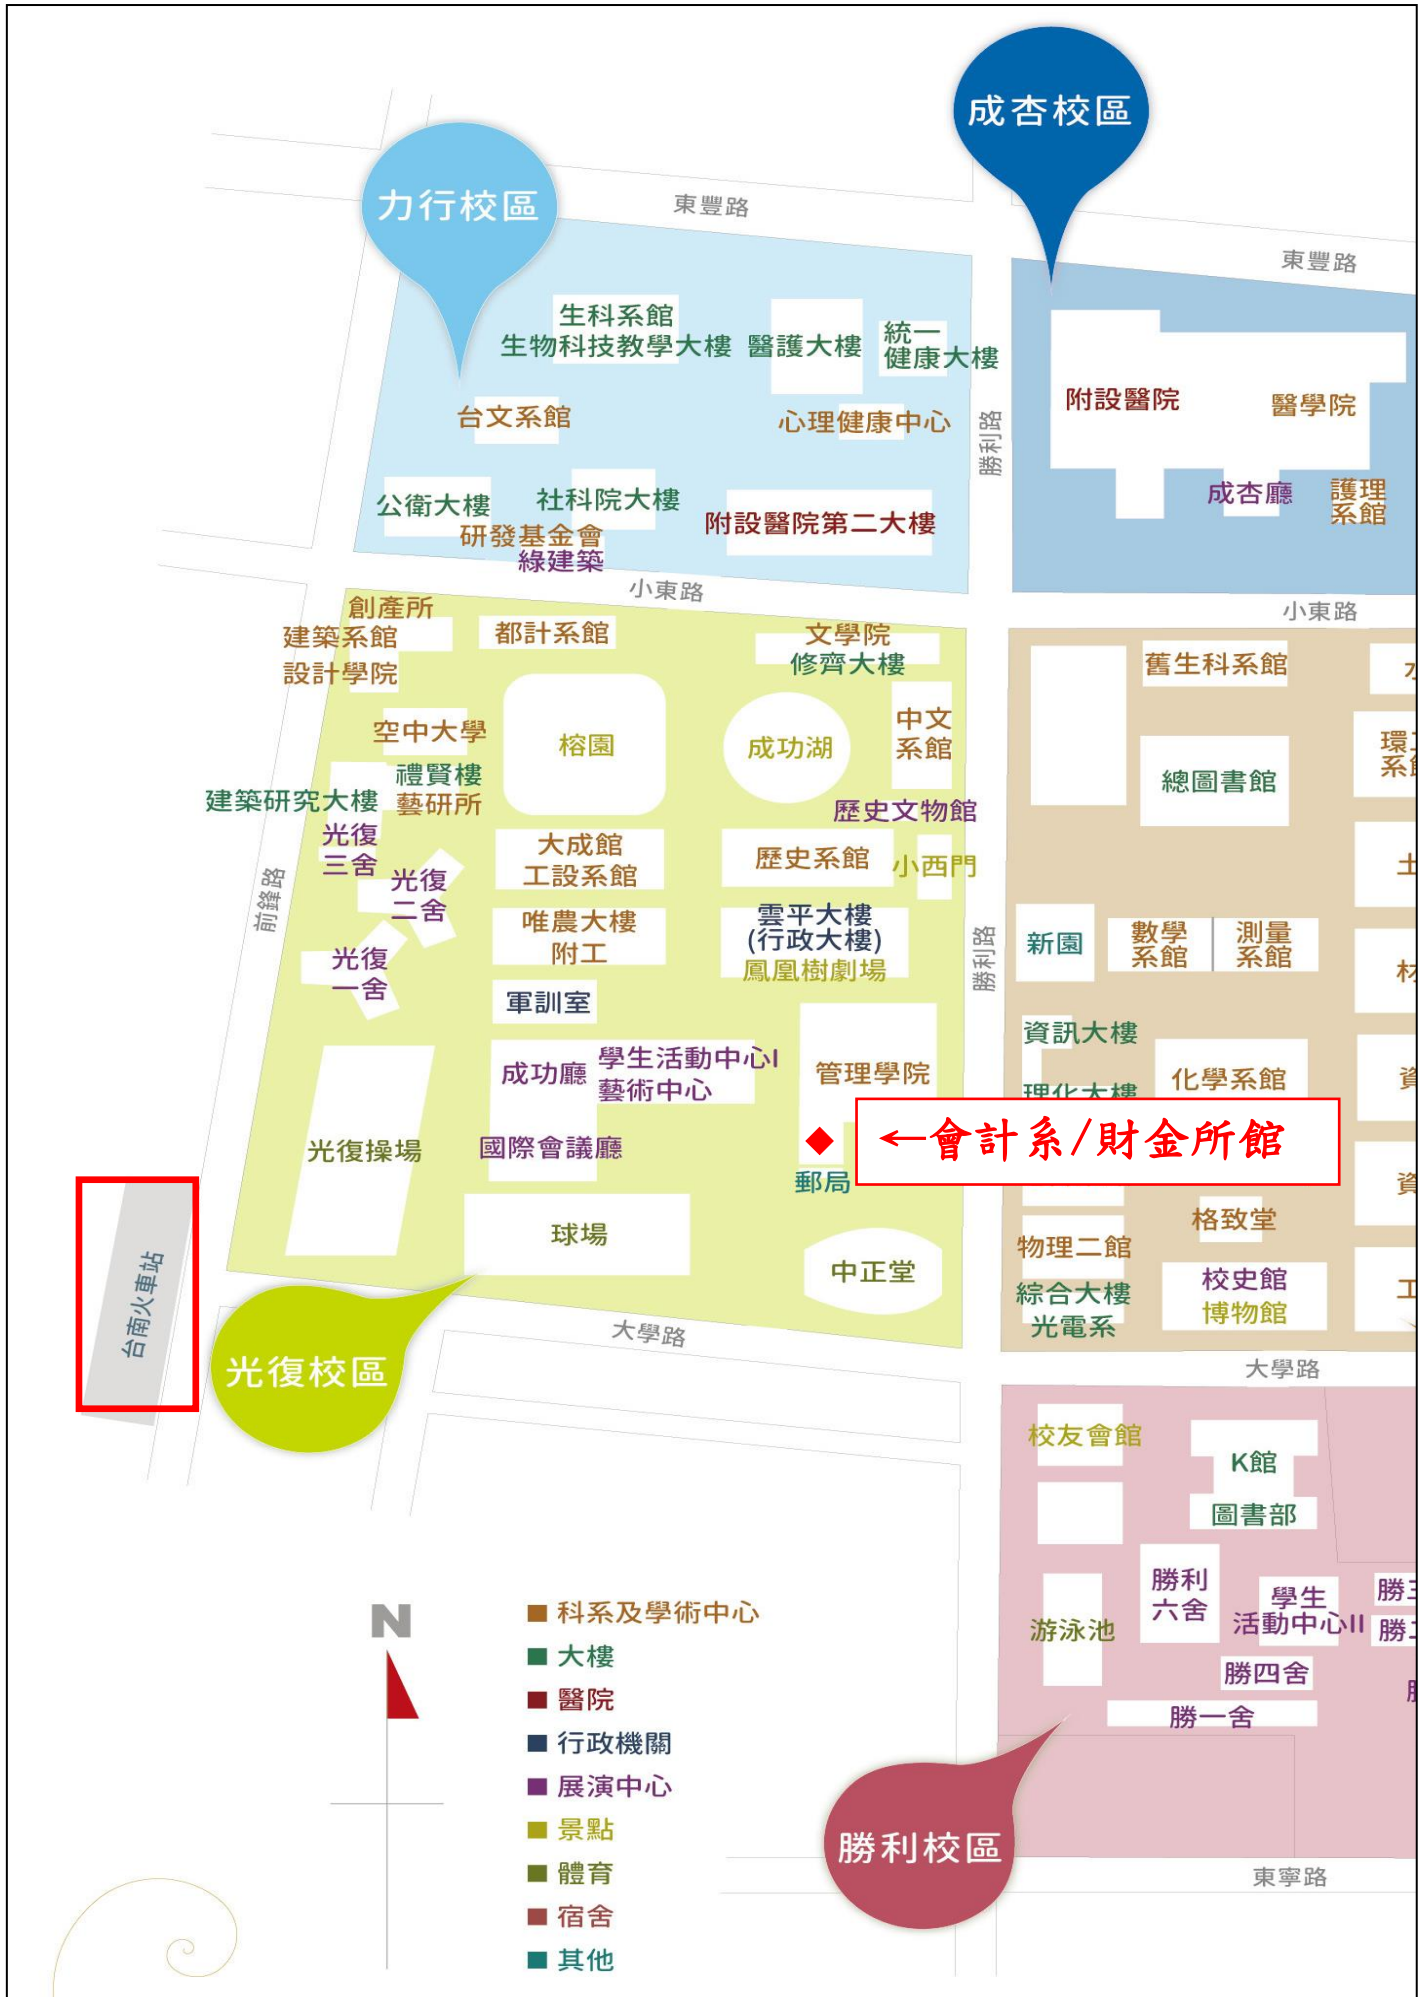 成杏校區
力行校區
東豐路
東豐路
生科系館
生物科技教學大樓
醫護大樓
統一
健康大樓
台文系館
心理健康中心
勝利路
附設醫院
醫學院
公衛大樓
社科院大樓
研發基金會
綠建築
附設醫院第二大樓
成杏廳
護理
系館
小東路
小東路
創產所
建築系館
設計學院
都計系館
文學院
修齊大樓
舊生科系館
空中大學
榕園
成功湖
中文
系館
總圖書館
禮賢樓
藝研所
建築研究大樓
歷史文物館
光復
三舍
大成館
工設系館
歷史系館
小西門
光復
二舍
前鋒路
唯農大樓
附工
雲平大樓
(行政大樓)
鳳凰樹劇場
勝利路
新園
數學
系館
測量
系館
土
材
光復
一舍
軍訓室
資訊大樓
成功廳
學生活動中心I
藝術中心
管理學院
理化大樓
化學系館
資
←會計系/財金所館
光復操場
國際會議廳
郵局
資
球場
中正堂
格致堂
物理二館
台南火車站
綜合大樓
光電系
校史館
博物館
工
大學路
大學路
光復校區
校友會館
K館
圖書部
勝利
六舍
學生
活動中心II
游泳池
勝四舍
勝一舍
N
科系及學術中心
大樓
醫院
行政機關
展演中心
景點
體育
宿舍
其他
勝利校區
東寧路